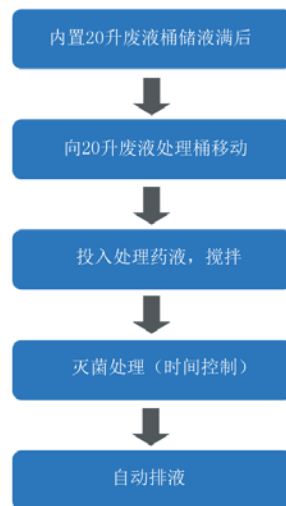 内置20升废液桶储液满后
向20升废液处理桶移动
投入处理药液，搅拌
灭菌处理（时间控制）
自动排液